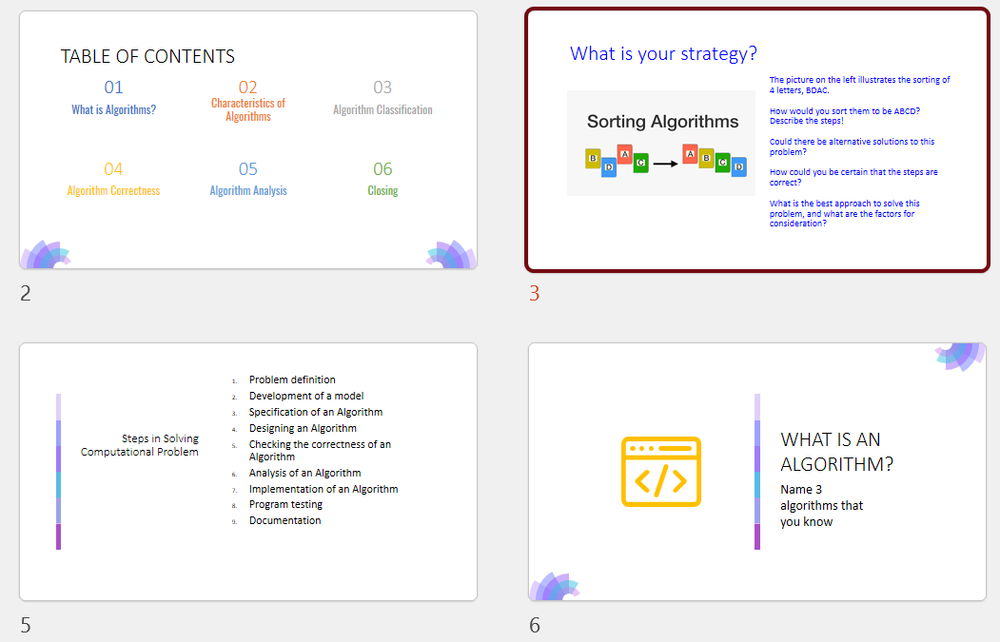 TABLE OF CONTENTS
01
What is Algorithms?
02
Characteristics of
Algorithms
03
Algorithm Classification
04
Algorithm Correctness
05
Algorithm Analysis
06
Closing
2
What is your strategy?
Sorting Algorithms
B
D
A
C
A
B
C
D
The picture on the left illustrates the sorting of
4 letters, BDAC.
How would you sort them to be ABCD?
Describe the steps!
Could there be alternative solutions to this
problem?
How could you be certain that the steps are
correct?
What is the best approach to solve this
problem, and what are the factors for
consideration?
3
Steps in Solving
Computational Problem
1. Problem definition
2. Development of a model
3. Specification of an Algorithm
4. Designing an Algorithm
5. Checking the correctness of an
Algorithm
6. Analysis of an Algorithm
7. Implementation of an Algorithm
8. Program testing
9. Documentation
5
</>
WHAT IS AN
ALGORITHM?
Name 3
algorithms that
you know
6